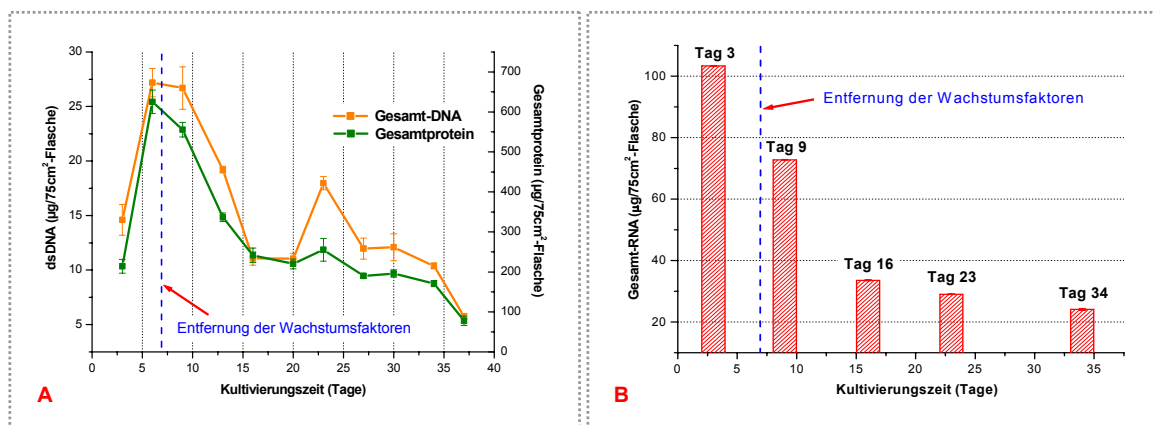 30
25
20
15
10
5
dsDNA (µg/75cm²-Flasche)
700
600
500
400
300
200
100
0
Gesamtprotein (µg/75cm²-Flasche)
Gesamt-DNA
Gesamtprotein
Entfernung der Wachstumsfaktoren
0 5 10 15 20 25 30 35 40
Kultivierungszeit (Tage)
A
100
80
60
40
20
Gesamt-RNA (µg/75cm²-Flasche)
Tag 3
Entfernung der Wachstumsfaktoren
Tag 9
Tag 16
Tag 23
Tag 34
0 5 10 15 20 25 30 35
Kultivierungszeit (Tage)
B